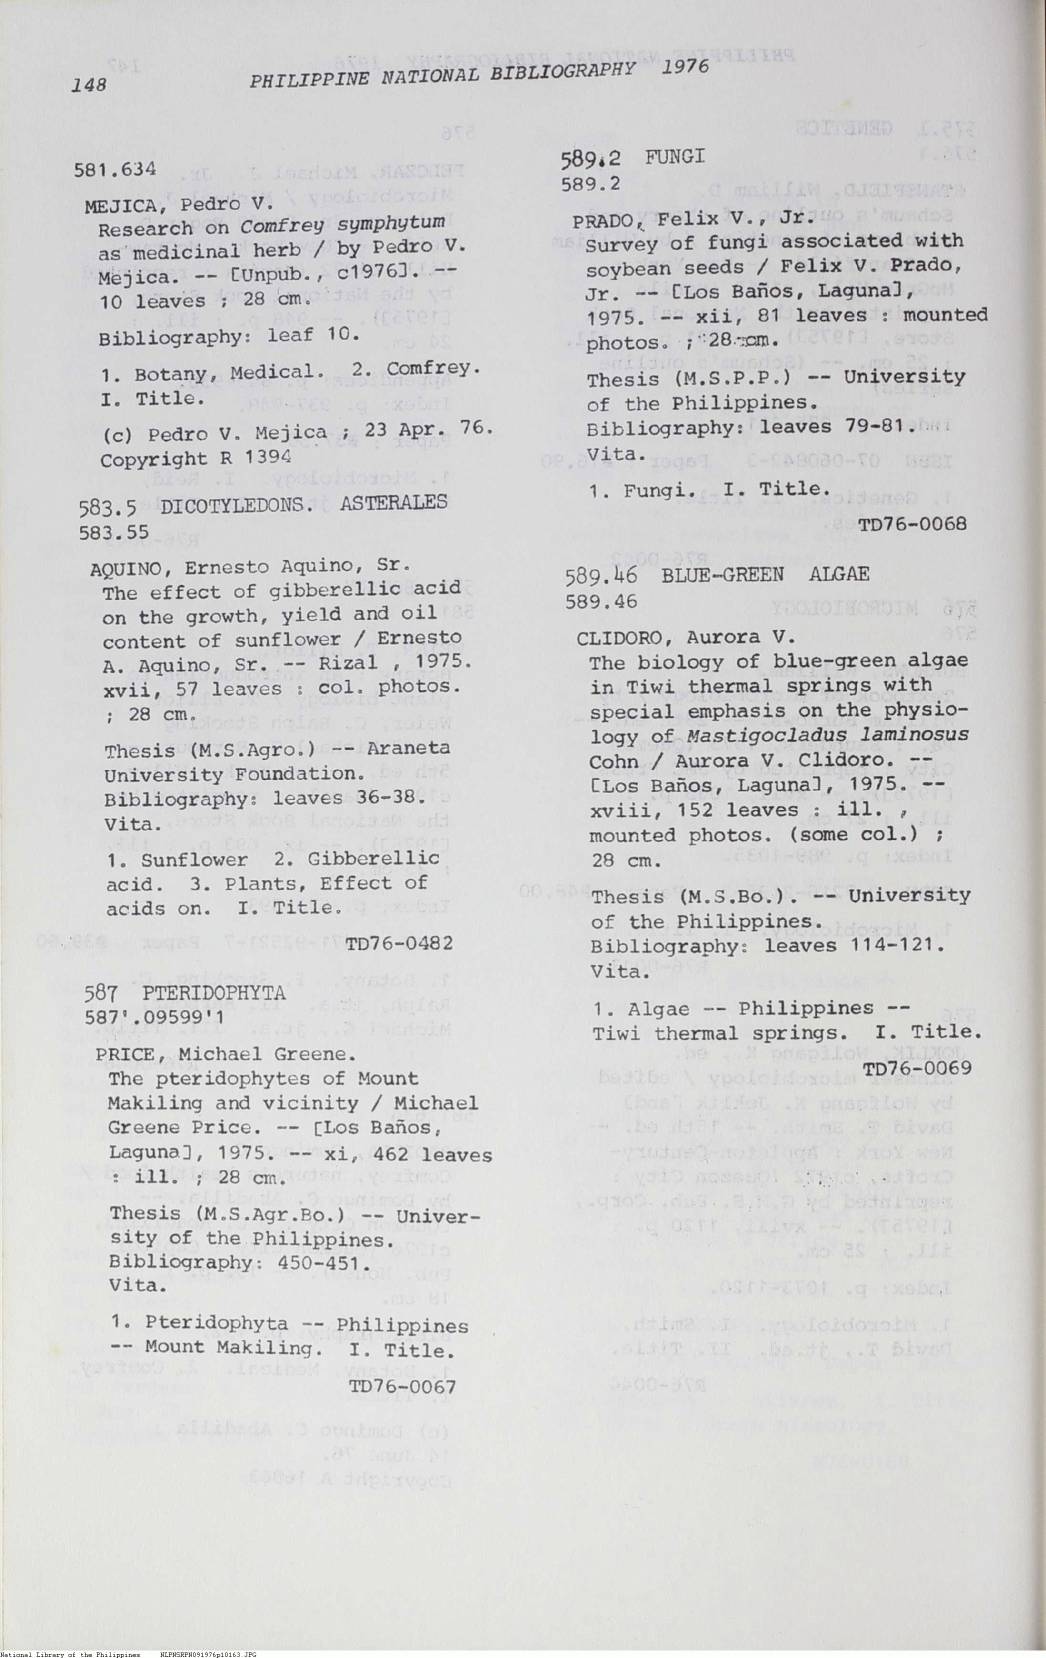 148
PHILIPPINE NATIONAL BIBLIOGRAPHY 1976
581.634
MEJICA, Pedro V.
Research on Comfrey symphytum
as medicinal herb / by Pedro V.
Mejica. -- [Unpub., c1976]. --
10 leaves ; 28 cm.
Bibliography: leaf 10.
1. Botany, Medical. 2. Comfrey.
I. Title.
(c) Pedro V. Mejica ; 23 Apr. 76.
Copyright R 1394
583.5 DICOTYLEDONS. ASTERALES
583.55
AQUINO, Ernesto Aquino, Sr.
The effect of gibberellic acid
on the growth, yield and oil
content of sunflower / Ernesto
A. Aquino, Sr. -- Rizal , 1975.
xvii, 57 leaves : col. photos.
; 28 cm.
Thesis (M.S.Agro.) -- Araneta
University Foundation.
Bibliography: leaves 36-38.
Vita.
1. Sunflower 2. Gibberellic
acid. 3. Plants, Effect of
acids on. I. Title.
TD76-0482
587 PTERIDOPHYTA
587'.09599'1
PRICE, Michael Greene.
The pteridophytes of Mount
Makiling and vicinity / Michael
Greene Price. -- [Los Baños,
Laguna], 1975. -- xi, 462 leaves
: ill. ; 28 cm.
Thesis (M.S.Agr.Bo.) -- Univer-
sity of the Philippines.
Bibliography: 450-451.
Vita.
1. Pteridophyta -- Philippines
-- Mount Makiling. I. Title.
TD76-0067
589.2 FUNGI
589.2
PRADO, Felix V., Jr.
Survey of fungi associated with
soybean seeds / Felix V. Prado,
Jr. -- [Los Baños, Laguna],
1975. -- xii, 81 leaves : mounted
photos. ; 28 cm.
Thesis (M.S.P.P.) -- University
of the Philippines.
Bibliography: leaves 79-81.
Vita.
1. Fungi. I. Title.
TD76-0068
589.46 BLUE-GREEN ALGAE
589.46
CLIDORO, Aurora V.
The biology of blue-green algae
in Tiwi thermal springs with
special emphasis on the physio-
logy of Mastigocladus laminosus
Cohn / Aurora V. Clidoro. --
[Los Baños, Laguna], 1975. --
xviii, 152 leaves : ill. ,
mounted photos. (some col.) ;
28 cm.
Thesis (M.S.Bo.). -- University
of the Philippines.
Bibliography: leaves 114-121.
Vita.
1. Algae -- Philippines --
Tiwi thermal springs. I. Title.
TD76-0069
National Library of the Philippines NLPNSRPN091976p10163.JPG